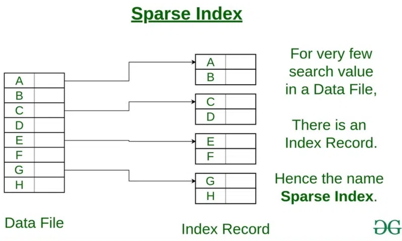 Sparse Index
A
B
C
D
E
F
G
H
Data File
A
B
C
D
E
F
G
H
Index Record
For very few
search value
in a Data File,
There is an
Index Record.
Hence the name
Sparse Index.